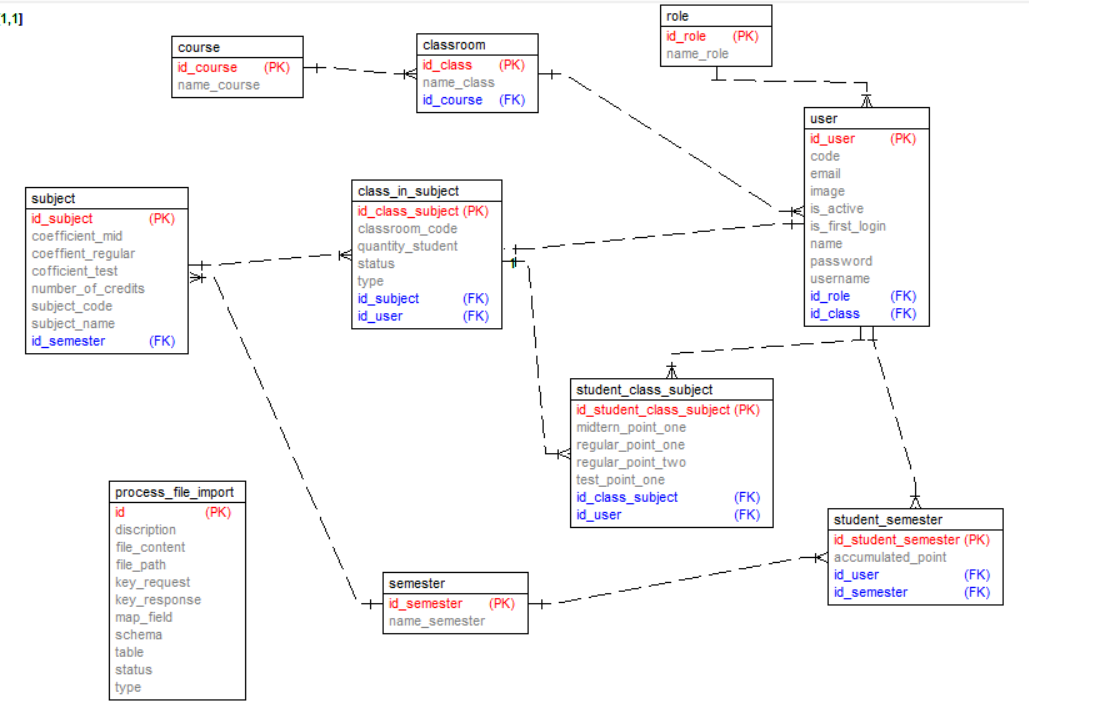 1,1]
role
id_role (PK)
name_role
course
id_course (PK)
name_course
classroom
id_class (PK)
name_class
id_course (FK)
user
id_user (PK)
code
email
image
is_active
is_first_login
name
password
username
id_role (FK)
id_class (FK)
subject
id_subject (PK)
coefficient_mid
coeffient_regular
cofficient_test
number_of_credits
subject_code
subject_name
id_semester (FK)
class_in_subject
id_class_subject (PK)
classroom_code
quantity_student
status
type
id_subject (FK)
id_user (FK)
student_class_subject
id_student_class_subject (PK)
midtern_point_one
regular_point_one
regular_point_two
test_point_one
id_class_subject (FK)
id_user (FK)
process_file_import
id (PK)
discription
file_content
file_path
key_request
key_response
map_field
schema
table
status
type
semester
id_semester (PK)
name_semester
student_semester
id_student_semester (PK)
accumulated_point
id_user (FK)
id_semester (FK)